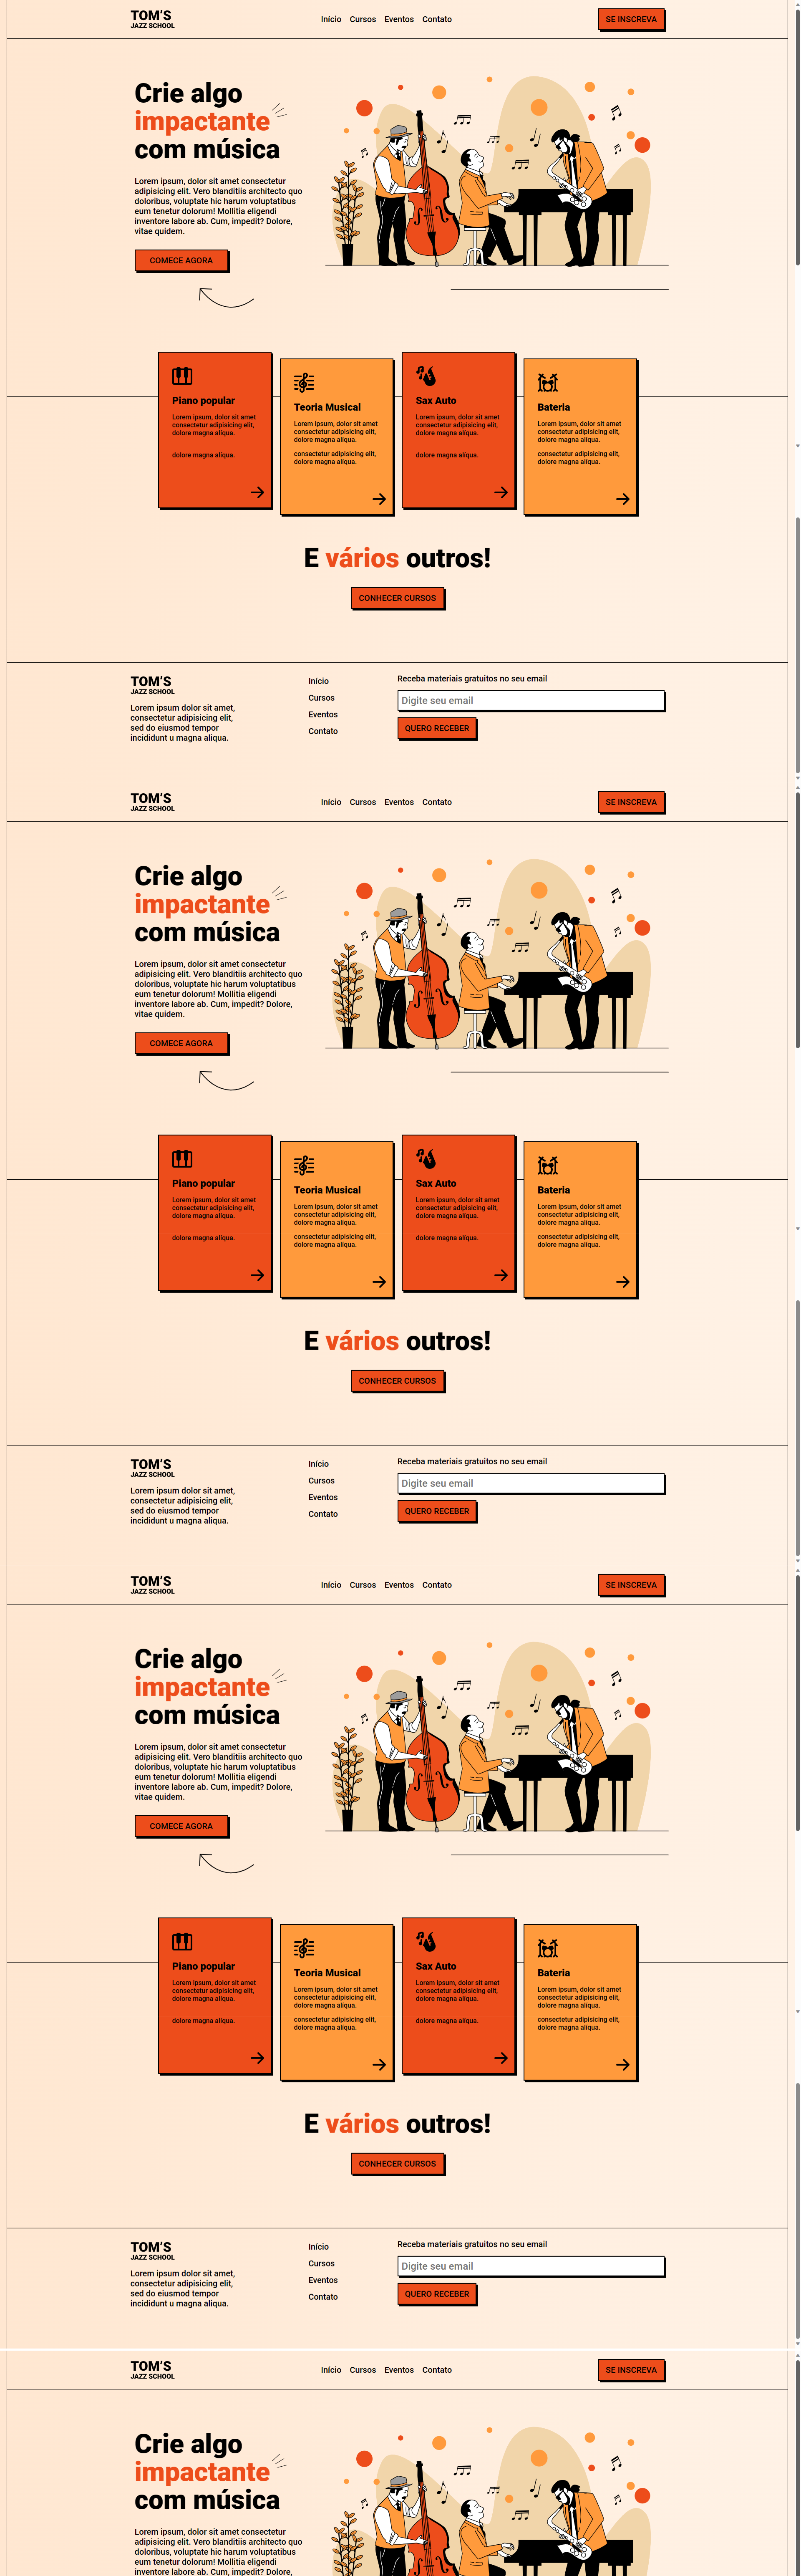 TOM'S
JAZZ SCHOOL
Início Cursos Eventos Contato
SE INSCREVA
Crie algo
impactante
com música
Lorem ipsum, dolor sit amet consectetur
adipisicing elit. Vero blanditiis architecto quo
doloribus, voluptate hic harum voluptatibus
eum tenetur dolorum! Mollitia eligendi
inventore labore ab. Cum, impedit? Dolore,
vitae quidem.
COMECE AGORA
Piano popular
Lorem ipsum, dolor sit amet
consectetur adipisicing elit,
dolore magna aliqua.
dolore magna aliqua.
Teoria Musical
Lorem ipsum, dolor sit amet
consectetur adipisicing elit,
dolore magna aliqua.
consectetur adipisicing elit,
dolore magna aliqua.
Sax Auto
Lorem ipsum, dolor sit amet
consectetur adipisicing elit,
dolore magna aliqua.
dolore magna aliqua.
Bateria
Lorem ipsum, dolor sit amet
consectetur adipisicing elit,
dolore magna aliqua.
consectetur adipisicing elit,
dolore magna aliqua.
E vários outros!
CONHECER CURSOS
TOM'S
JAZZ SCHOOL
Lorem ipsum dolor sit amet,
consectetur adipisicing elit,
sed do eiusmod tempor
incididunt u magna aliqua.
Início
Cursos
Eventos
Contato
Receba materiais gratuitos no seu email
Digite seu email
QUERO RECEBER
TOM'S
JAZZ SCHOOL
Início Cursos Eventos Contato
SE INSCREVA
Crie algo
impactante
com música
Lorem ipsum, dolor sit amet consectetur
adipisicing elit. Vero blanditiis architecto quo
doloribus, voluptate hic harum voluptatibus
eum tenetur dolorum! Mollitia eligendi
inventore labore ab. Cum, impedit? Dolore,
vitae quidem.
COMECE AGORA
Piano popular
Lorem ipsum, dolor sit amet
consectetur adipisicing elit,
dolore magna aliqua.
dolore magna aliqua.
Teoria Musical
Lorem ipsum, dolor sit amet
consectetur adipisicing elit,
dolore magna aliqua.
consectetur adipisicing elit,
dolore magna aliqua.
Sax Auto
Lorem ipsum, dolor sit amet
consectetur adipisicing elit,
dolore magna aliqua.
dolore magna aliqua.
Bateria
Lorem ipsum, dolor sit amet
consectetur adipisicing elit,
dolore magna aliqua.
consectetur adipisicing elit,
dolore magna aliqua.
E vários outros!
CONHECER CURSOS
TOM'S
JAZZ SCHOOL
Lorem ipsum dolor sit amet,
consectetur adipisicing elit,
sed do eiusmod tempor
incididunt u magna aliqua.
Início
Cursos
Eventos
Contato
Receba materiais gratuitos no seu email
Digite seu email
QUERO RECEBER
TOM'S
JAZZ SCHOOL
Início Cursos Eventos Contato
SE INSCREVA
Crie algo
impactante
com música
Lorem ipsum, dolor sit amet consectetur
adipisicing elit. Vero blanditiis architecto quo
doloribus, voluptate hic harum voluptatibus
eum tenetur dolorum! Mollitia eligendi
inventore labore ab. Cum, impedit? Dolore,
vitae quidem.
COMECE AGORA
Piano popular
Lorem ipsum, dolor sit amet
consectetur adipisicing elit,
dolore magna aliqua.
dolore magna aliqua.
Teoria Musical
Lorem ipsum, dolor sit amet
consectetur adipisicing elit,
dolore magna aliqua.
consectetur adipisicing elit,
dolore magna aliqua.
Sax Auto
Lorem ipsum, dolor sit amet
consectetur adipisicing elit,
dolore magna aliqua.
dolore magna aliqua.
Bateria
Lorem ipsum, dolor sit amet
consectetur adipisicing elit,
dolore magna aliqua.
consectetur adipisicing elit,
dolore magna aliqua.
E vários outros!
CONHECER CURSOS
TOM'S
JAZZ SCHOOL
Lorem ipsum dolor sit amet,
consectetur adipisicing elit,
sed do eiusmod tempor
incididunt u magna aliqua.
Início
Cursos
Eventos
Contato
Receba materiais gratuitos no seu email
Digite seu email
QUERO RECEBER
TOM'S
JAZZ SCHOOL
Início Cursos Eventos Contato
SE INSCREVA
Crie algo
impactante
com música
Lorem ipsum, dolor sit amet consectetur
adipisicing elit. Vero blanditiis architecto quo
doloribus, voluptate hic harum voluptatibus
eum tenetur dolorum! Mollitia eligendi
inventore labore ab. Cum, impedit? Dolore,